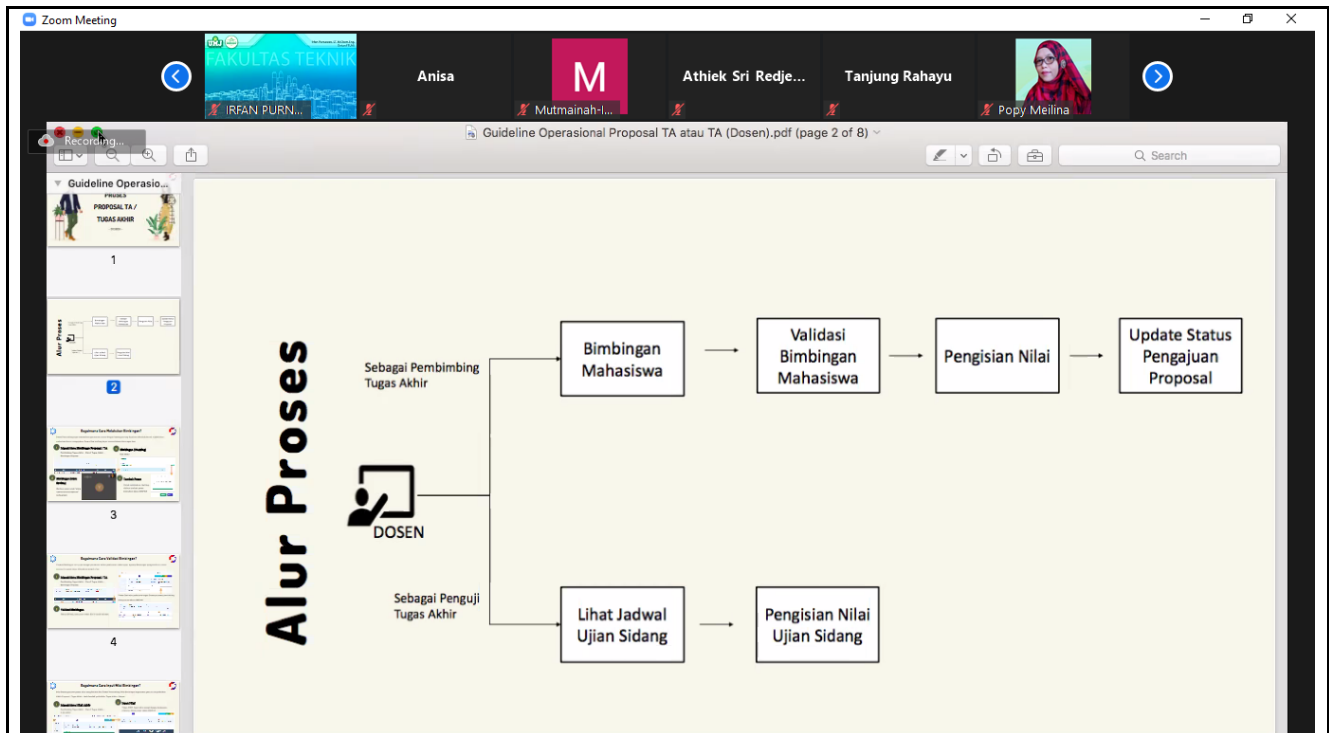 Zoom Meeting
FAKULTAS TEKNIK
IRFAN PURN...
Anisa
M
Mutmainah-I...
Athiek Sri Redje...
Tanjung Rahayu
Popy Meilina
Recording...
Guideline Operasional Proposal TA atau TA (Dosen).pdf (page 2 of 8)
Search
Guideline Operasio...
PROSES
PROPOSAL TA /
TUGAS AKHIR
1
Alur Proses
2
3
4
Alur Proses
Sebagai Pembimbing
Tugas Akhir
DOSEN
Sebagai Penguji
Tugas Akhir
Bimbingan
Mahasiswa
Validasi
Bimbingan
Mahasiswa
Pengisian Nilai
Update Status
Pengajuan
Proposal
Lihat Jadwal
Ujian Sidang
Pengisian Nilai
Ujian Sidang